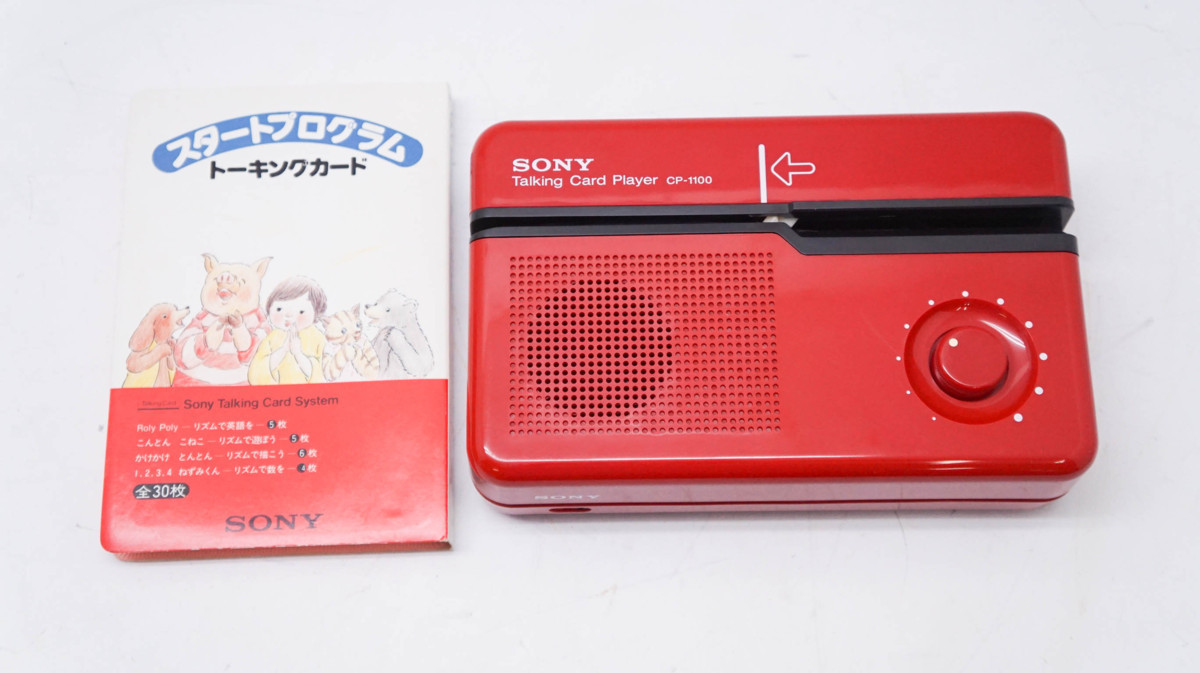 スタートプログラム
トーキングカード
Talking Card Sony Talking Card System
Roly Poly — リズムで英語を — 5枚
こんとん こねこ — リズムで遊ぼう — 5枚
かけかけ とんとん — リズムで描こう — 6枚
1, 2, 3, 4 ねずみくん — リズムで数を — 4枚
全30枚
SONY
SONY
Talking Card Player CP-1100
SONY